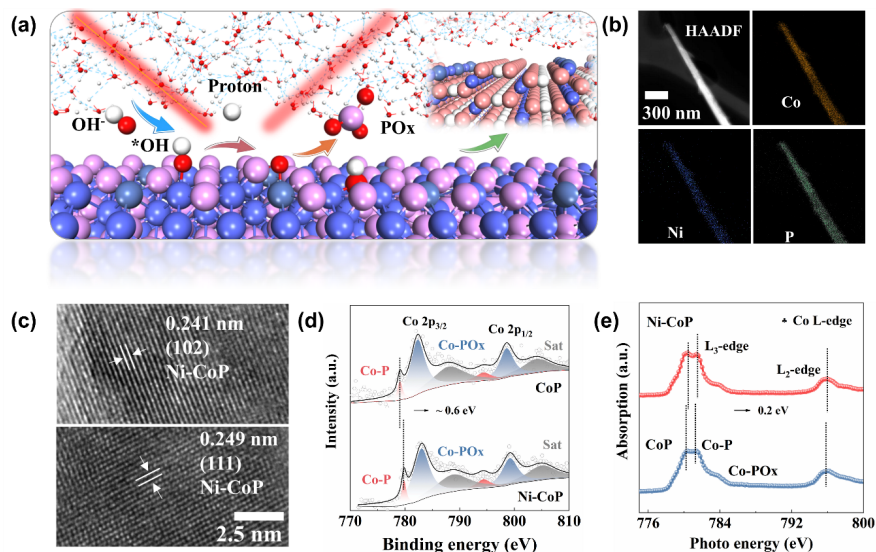 (a)
Proton
OH-
*OH
POx
(b)
HAADF
300 nm
Co
Ni
P
(c)
0.241 nm
(102)
Ni-CoP
0.249 nm
(111)
Ni-CoP
2.5 nm
(d)
Co 2p3/2
Co 2p1/2
Co-POx
Sat
Co-P
CoP
~ 0.6 eV
Co-POx
Sat
Co-P
Ni-CoP
Intensity (a.u.)
770 780 790 800 810
Binding energy (eV)
(e)
Ni-CoP
Co L-edge
L3-edge
L2-edge
0.2 eV
CoP
Co-P
Co-POx
Absorption (a.u.)
776 784 792 800
Photo energy (eV)